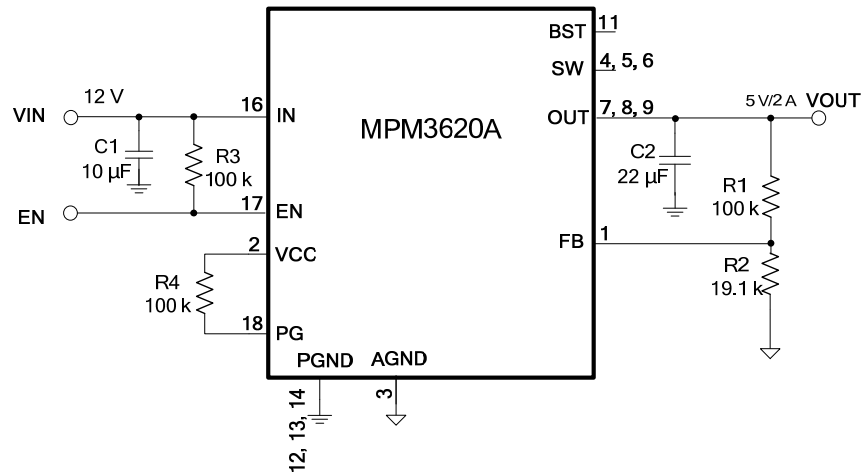 BST
11
SW
4, 5, 6
12 V
5 V/2 A
VOUT
VIN
16
IN
MPM3620A
OUT
7, 8, 9
C1
10 µF
R3
100 k
C2
22 µF
R1
100 k
EN
17
EN
2
VCC
FB
1
R2
19.1 k
R4
100 k
18
PG
PGND
AGND
12, 13, 14
3